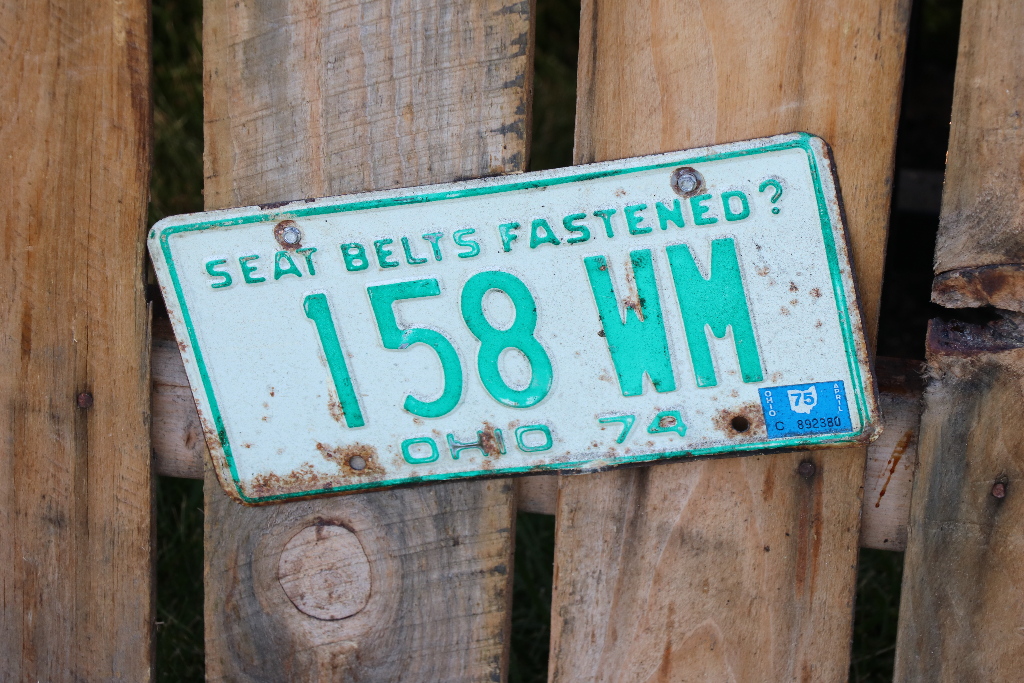 SEAT BELTS FASTENED?
158 WM
OHIO 74
OHIO 75 APRIL
C 892380